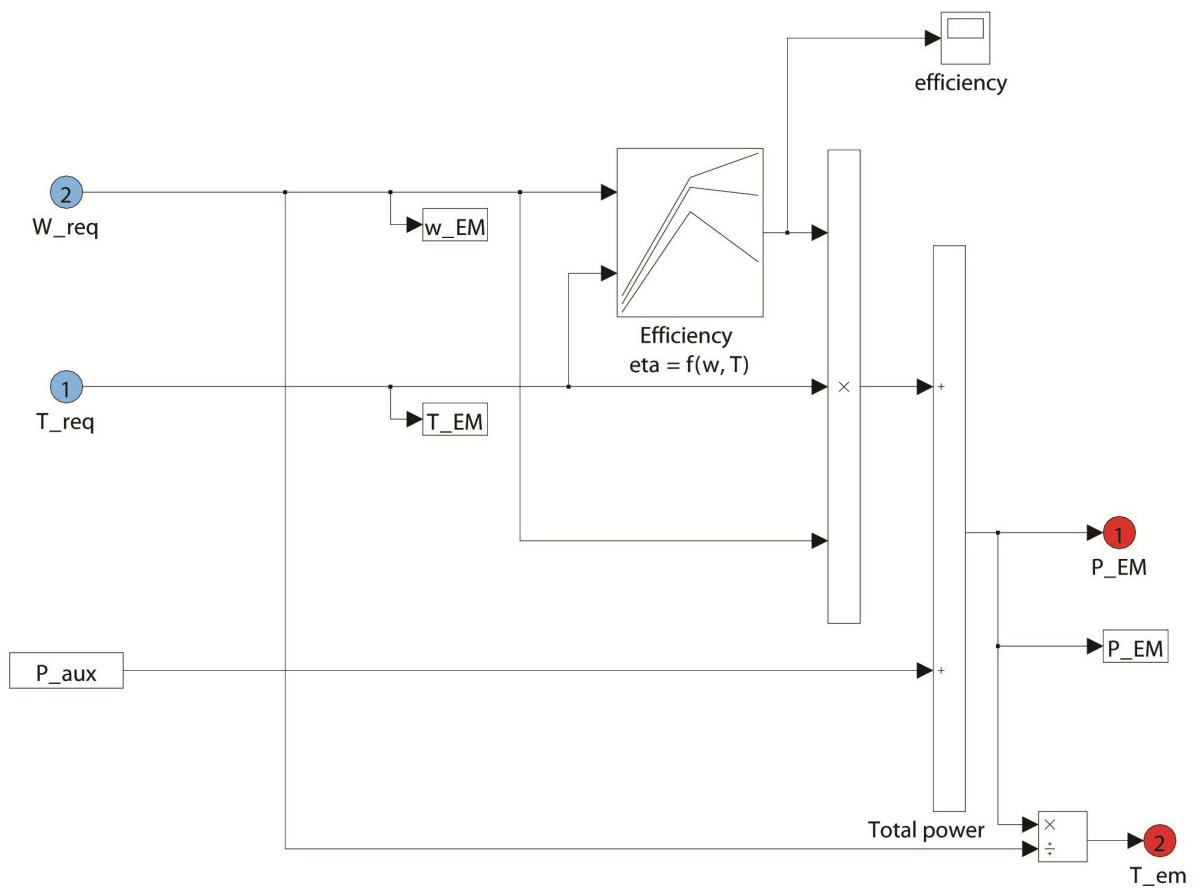 efficiency
2
W_req
w_EM
Efficiency
eta = f(w, T)
1
T_req
T_EM
×
+
1
P_EM
P_aux
+
P_EM
Total power
×
÷
2
T_em